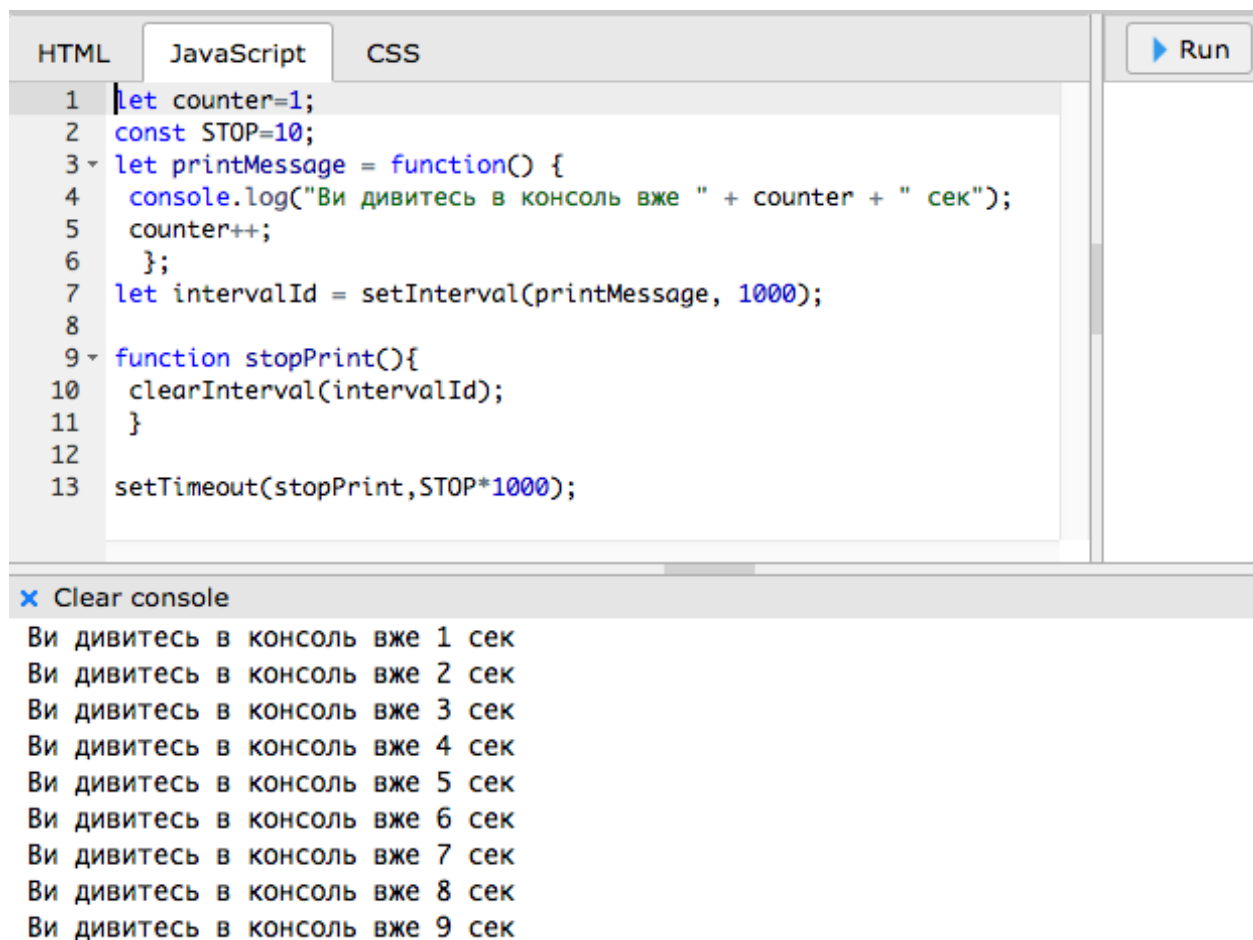 HTML JavaScript CSS Run
1 let counter=1;
2 const STOP=10;
3 let printMessage = function() {
4 console.log("Ви дивитесь в консоль вже " + counter + " сек");
5 counter++;
6 };
7 let intervalId = setInterval(printMessage, 1000);
8
9 function stopPrint(){
10 clearInterval(intervalId);
11 }
12
13 setTimeout(stopPrint,STOP*1000);
Clear console
Ви дивитесь в консоль вже 1 сек
Ви дивитесь в консоль вже 2 сек
Ви дивитесь в консоль вже 3 сек
Ви дивитесь в консоль вже 4 сек
Ви дивитесь в консоль вже 5 сек
Ви дивитесь в консоль вже 6 сек
Ви дивитесь в консоль вже 7 сек
Ви дивитесь в консоль вже 8 сек
Ви дивитесь в консоль вже 9 сек